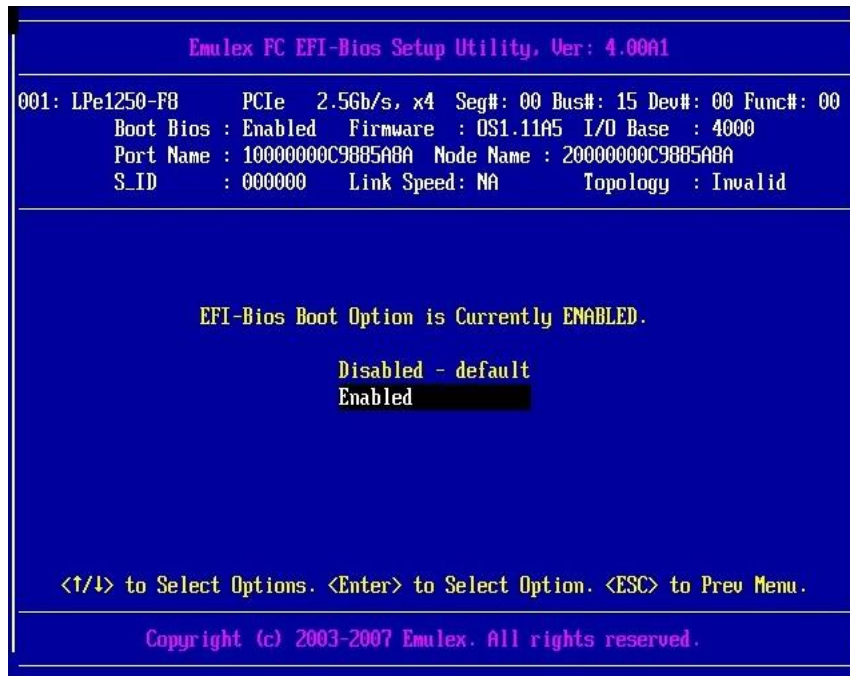 Emulex FC EFI-Bios Setup Utility, Ver: 4.00A1
001: LPe1250-F8 PCIe 2.5Gb/s, x4 Seg#: 00 Bus#: 15 Dev#: 00 Func#: 00
Boot Bios : Enabled Firmware : OS1.11A5 I/O Base : 4000
Port Name : 10000000C9885A8A Node Name : 20000000C9885A8A
S_ID : 000000 Link Speed: NA Topology : Invalid
EFI-Bios Boot Option is Currently ENABLED.
Disabled - default
Enabled
<↑/↓> to Select Options. <Enter> to Select Option. <ESC> to Prev Menu.
Copyright (c) 2003-2007 Emulex. All rights reserved.